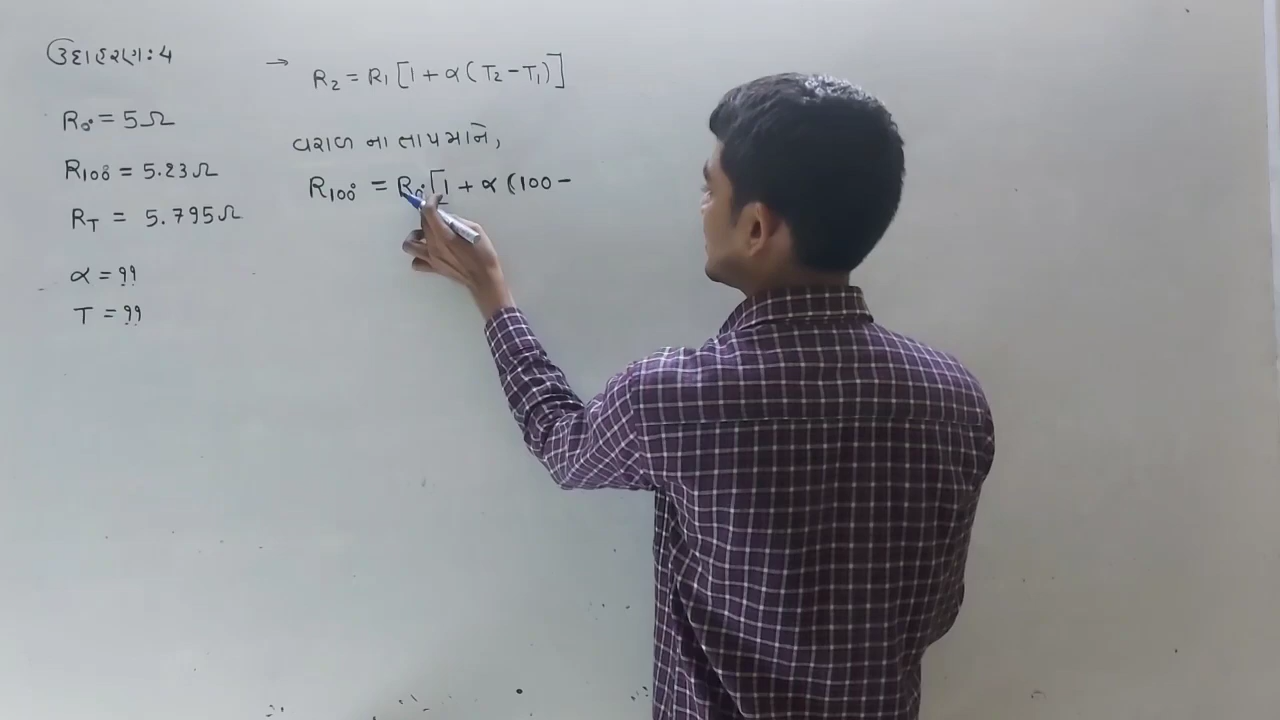 ઉદાહરણ: 4
R₀° = 5Ω
R₁₀₀° = 5.23Ω
R_T = 5.795Ω
α = ??
T = ??
→ R₂ = R₁ [1 + α (T₂ - T₁)]
વરાળ ના તાપમાને,
R₁₀₀° = R₀° [1 + α (100 -